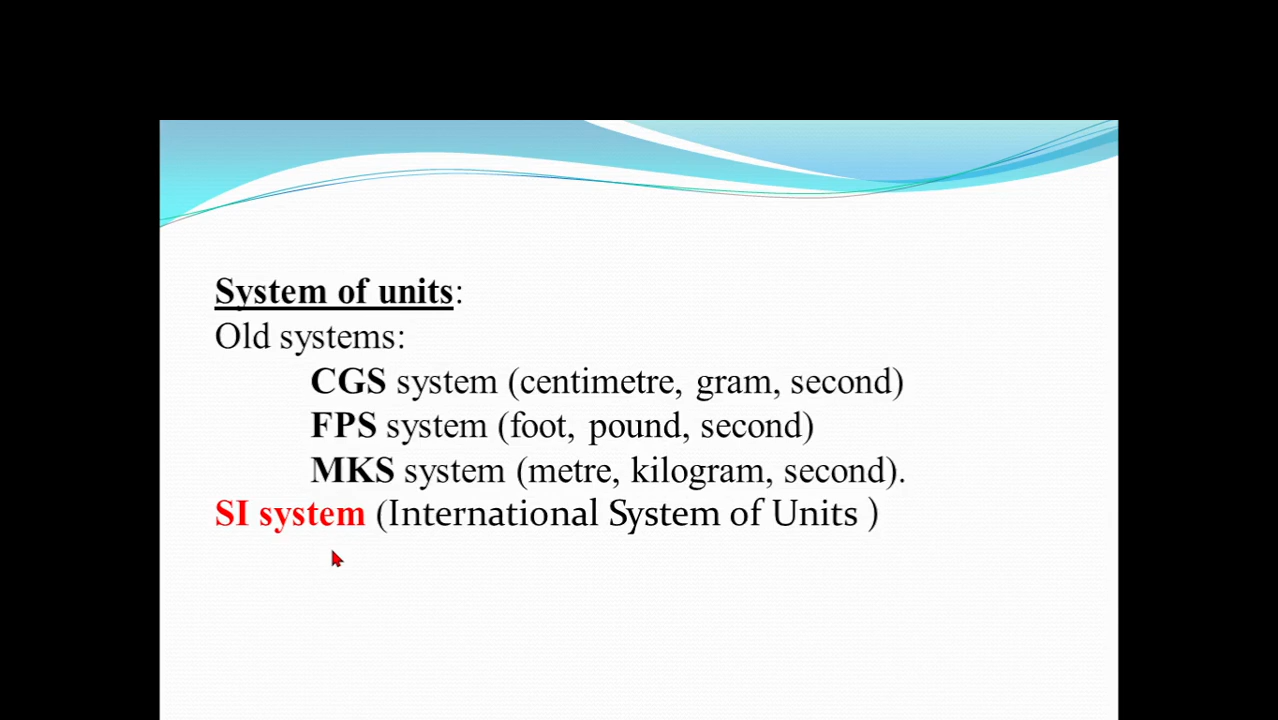 System of units:
Old systems:
CGS system (centimetre, gram, second)
FPS system (foot, pound, second)
MKS system (metre, kilogram, second).
SI system (International System of Units )